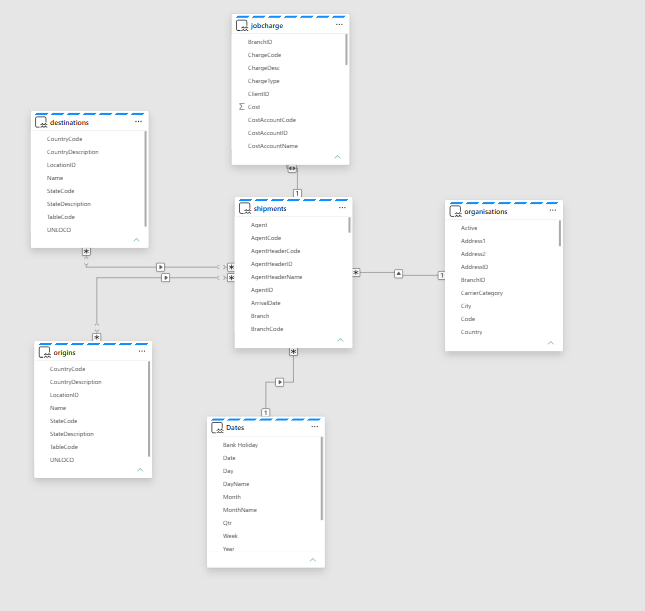 jobcharge
BranchID
ChargeCode
ChargeDesc
ChargeType
ClientID
Cost
CostAccountCode
CostAccountID
CostAccountName
destinations
CountryCode
CountryDescription
LocationID
Name
StateCode
StateDescription
TableCode
UNLOCO
shipments
Agent
AgentCode
AgentHeaderCode
AgentHeaderID
AgentHeaderName
AgentID
ArrivalDate
Branch
BranchCode
organisations
Active
Address1
Address2
AddressID
BranchID
CarrierCategory
City
Code
Country
origins
CountryCode
CountryDescription
LocationID
Name
StateCode
StateDescription
TableCode
UNLOCO
Dates
Bank Holiday
Date
Day
DayName
Month
MonthName
Qtr
Week
Year
1
1
1